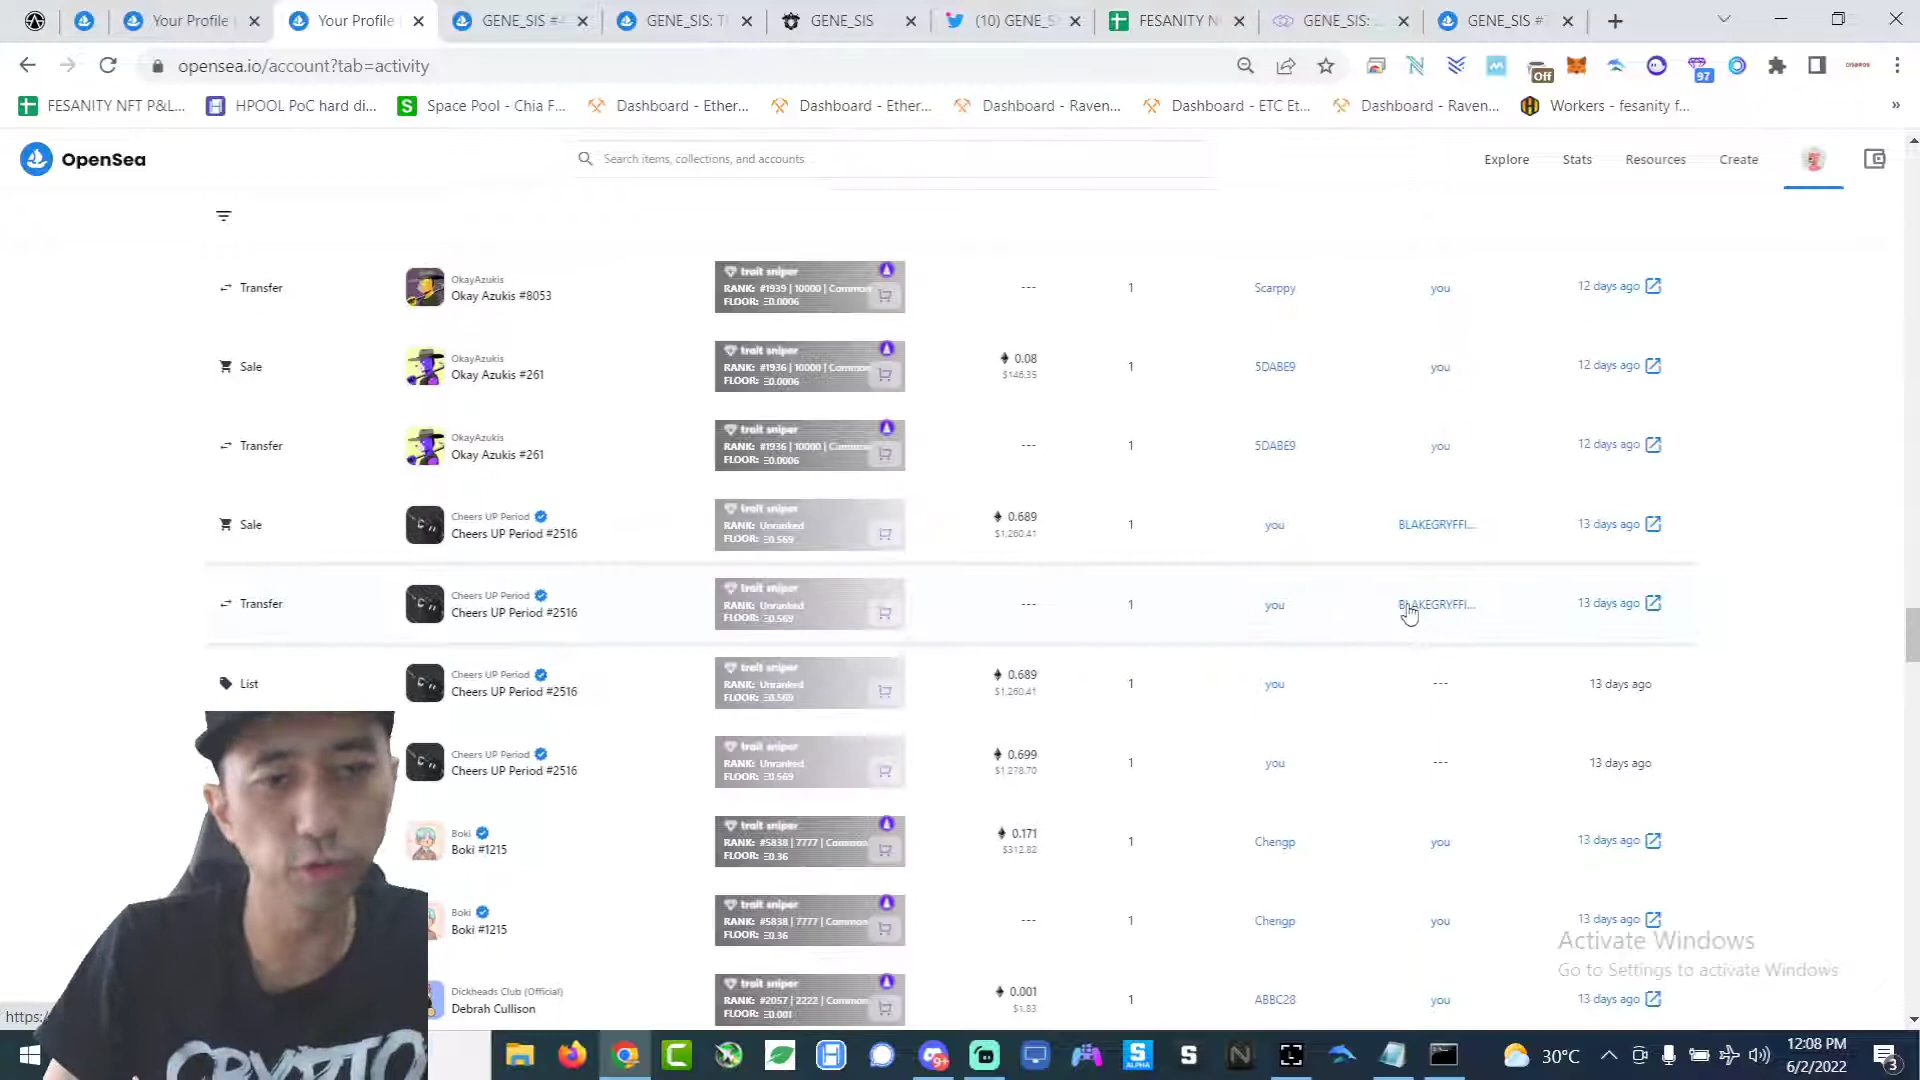 Your Profile
Your Profile
GENE_SIS #
GENE_SIS: T
GENE_SIS
(10) GENE_S
FESANITY N
GENE_SIS:
GENE_SIS #
opensea.io/account?tab=activity
Off
97
FESANITY NFT P&L...
HPOOL PoC hard di...
Space Pool - Chia F...
Dashboard - Ether...
Dashboard - Ether...
Dashboard - Raven...
Dashboard - ETC Et...
Dashboard - Raven...
Workers - fesanity f...
»
OpenSea
Search items, collections, and accounts
Explore
Stats
Resources
Create
Transfer
OkayAzukis
Okay Azukis #8053
trait sniper
RANK: #1939 | 10000 | Common
FLOOR: Ξ0.0006
---
1
Scarppy
you
12 days ago
Sale
OkayAzukis
Okay Azukis #261
trait sniper
RANK: #1936 | 10000 | Common
FLOOR: Ξ0.0006
0.08
$146.35
1
5DABE9
you
12 days ago
Transfer
OkayAzukis
Okay Azukis #261
trait sniper
RANK: #1936 | 10000 | Common
FLOOR: Ξ0.0006
---
1
5DABE9
you
12 days ago
Sale
Cheers UP Period
Cheers UP Period #2516
trait sniper
RANK: Unranked
FLOOR: Ξ0.569
0.689
$1,260.41
1
you
BLAKEGRYFFI...
13 days ago
Transfer
Cheers UP Period
Cheers UP Period #2516
trait sniper
RANK: Unranked
FLOOR: Ξ0.569
---
1
you
BLAKEGRYFFI...
13 days ago
List
Cheers UP Period
Cheers UP Period #2516
trait sniper
RANK: Unranked
FLOOR: Ξ0.569
0.689
$1,260.41
1
you
---
13 days ago
Cheers UP Period
Cheers UP Period #2516
trait sniper
RANK: Unranked
FLOOR: Ξ0.569
0.699
$1,278.70
1
you
---
13 days ago
Boki
Boki #1215
trait sniper
RANK: #5838 | 7777 | Common
FLOOR: Ξ0.36
0.171
$312.82
1
Chengp
you
13 days ago
Boki
Boki #1215
trait sniper
RANK: #5838 | 7777 | Common
FLOOR: Ξ0.36
---
1
Chengp
you
13 days ago
Dickheads Club (Official)
Debrah Cullison
trait sniper
RANK: #2057 | 2222 | Common
FLOOR: Ξ0.001
0.001
$1.83
1
ABBC28
you
13 days ago
Activate Windows
Go to Settings to activate Windows
https:/
CRYPTO
9+
ALPHA
30°C
12:08 PM
6/2/2022
3